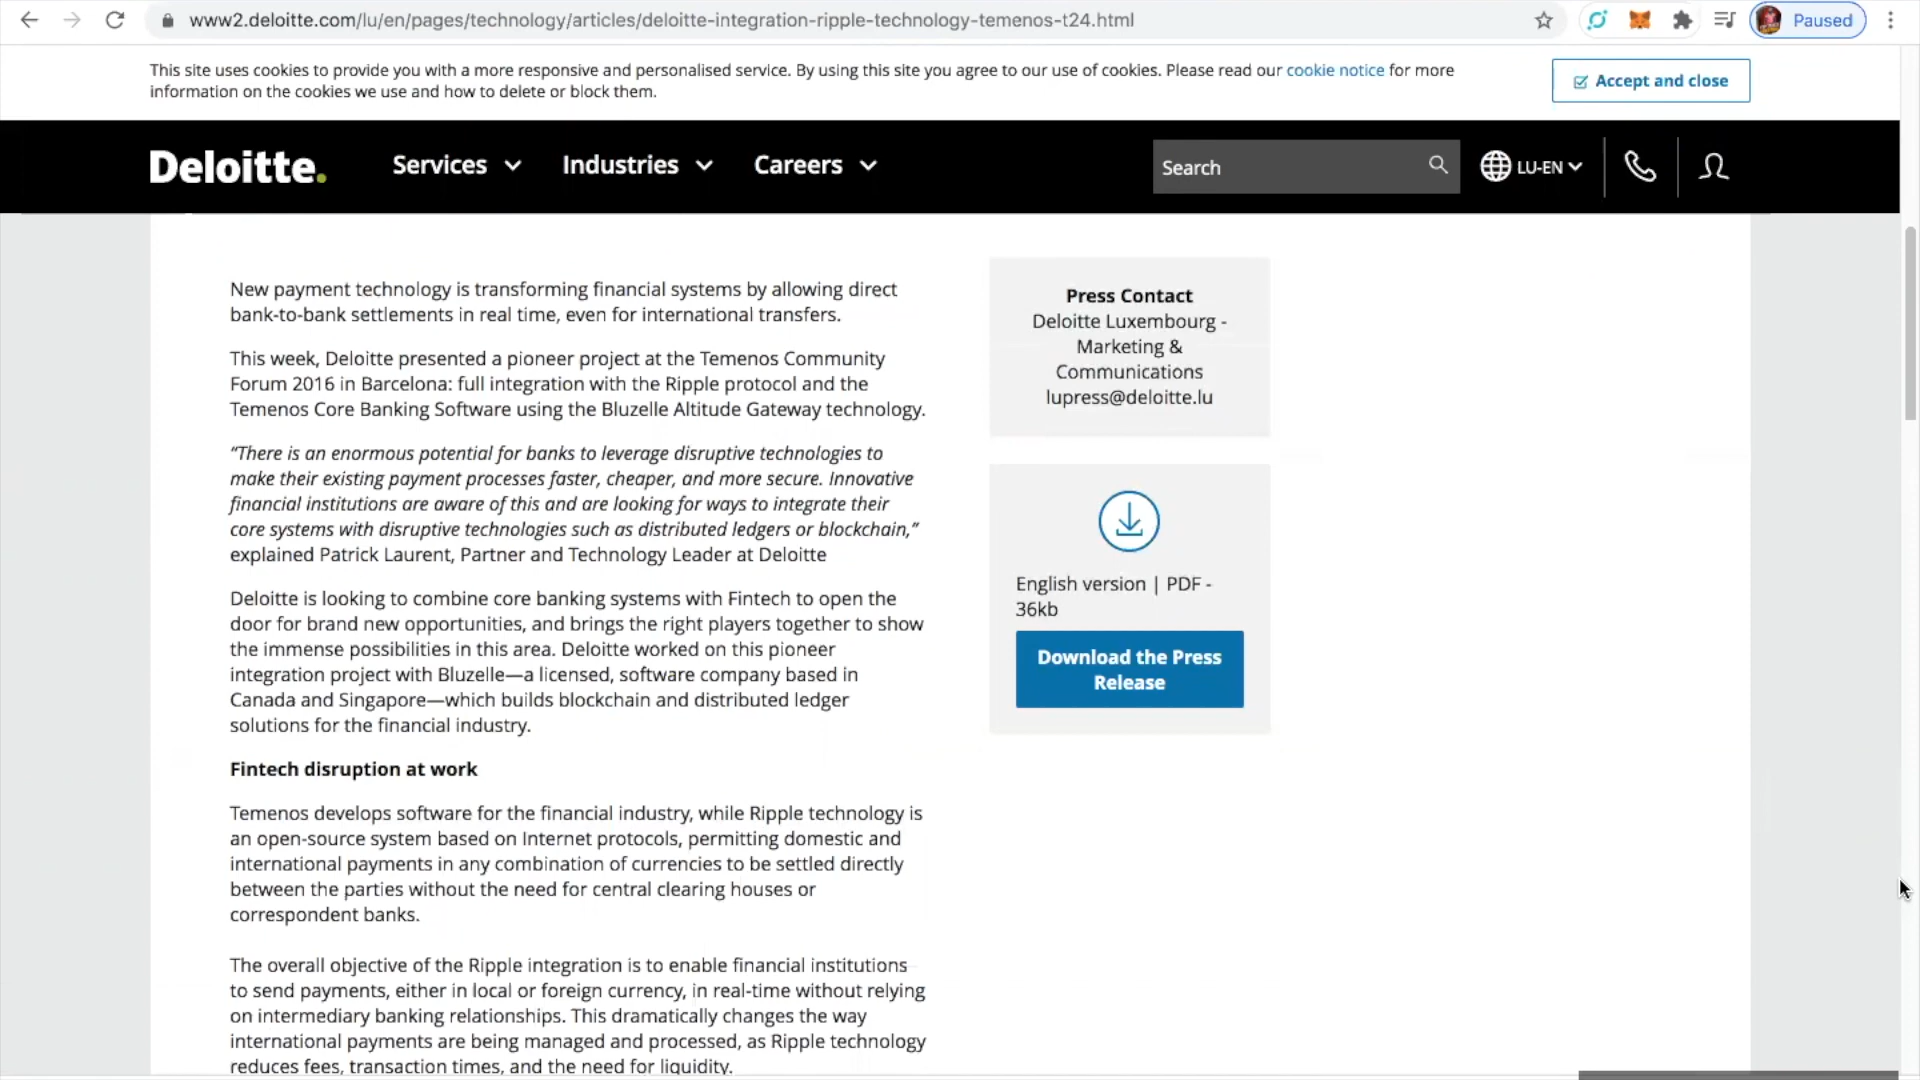 www2.deloitte.com/lu/en/pages/technology/articles/deloitte-integration-ripple-technology-temenos-t24.html
Paused
This site uses cookies to provide you with a more responsive and personalised service. By using this site you agree to our use of cookies. Please read our cookie notice for more
information on the cookies we use and how to delete or block them.
Accept and close
Deloitte.
Services
Industries
Careers
Search
LU-EN
New payment technology is transforming financial systems by allowing direct
bank-to-bank settlements in real time, even for international transfers.
This week, Deloitte presented a pioneer project at the Temenos Community
Forum 2016 in Barcelona: full integration with the Ripple protocol and the
Temenos Core Banking Software using the Bluzelle Altitude Gateway technology.
“There is an enormous potential for banks to leverage disruptive technologies to
make their existing payment processes faster, cheaper, and more secure. Innovative
financial institutions are aware of this and are looking for ways to integrate their
core systems with disruptive technologies such as distributed ledgers or blockchain,”
explained Patrick Laurent, Partner and Technology Leader at Deloitte
Deloitte is looking to combine core banking systems with Fintech to open the
door for brand new opportunities, and brings the right players together to show
the immense possibilities in this area. Deloitte worked on this pioneer
integration project with Bluzelle—a licensed, software company based in
Canada and Singapore—which builds blockchain and distributed ledger
solutions for the financial industry.
Fintech disruption at work
Temenos develops software for the financial industry, while Ripple technology is
an open-source system based on Internet protocols, permitting domestic and
international payments in any combination of currencies to be settled directly
between the parties without the need for central clearing houses or
correspondent banks.
The overall objective of the Ripple integration is to enable financial institutions
to send payments, either in local or foreign currency, in real-time without relying
on intermediary banking relationships. This dramatically changes the way
international payments are being managed and processed, as Ripple technology
reduces fees, transaction times, and the need for liquidity.
Press Contact
Deloitte Luxembourg -
Marketing &
Communications
lupress@deloitte.lu
English version | PDF -
36kb
Download the Press
Release